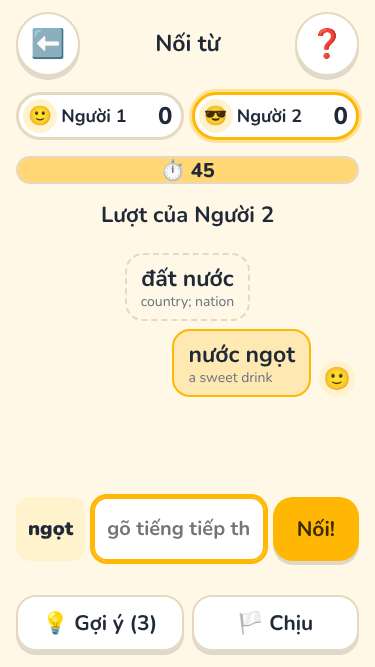 Nối từ
Người 1 0
Người 2 0
45
Lượt của Người 2
đất nước
country; nation
nước ngọt
a sweet drink
ngọt
gõ tiếng tiếp th
Nối!
Gợi ý (3)
Chịu